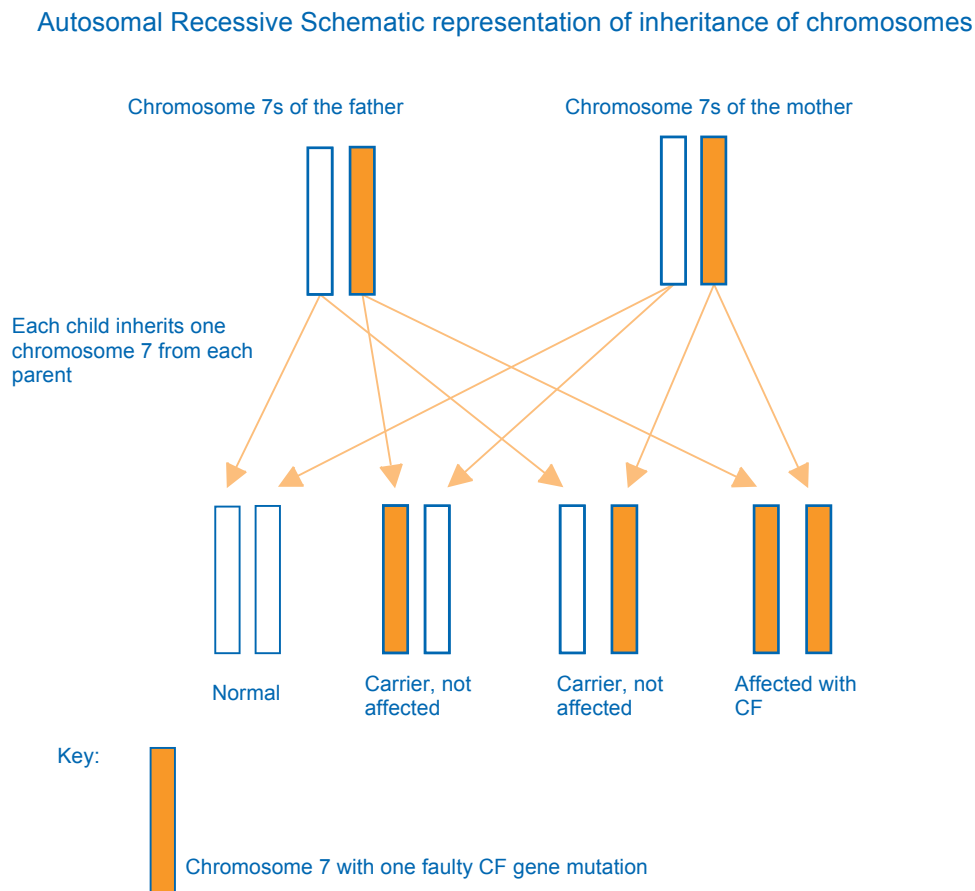 Autosomal Recessive Schematic representation of inheritance of chromosomes
Chromosome 7s of the father
Chromosome 7s of the mother
Each child inherits one
chromosome 7 from each
parent
Normal
Carrier, not
affected
Carrier, not
affected
Affected with
CF
Key:
Chromosome 7 with one faulty CF gene mutation